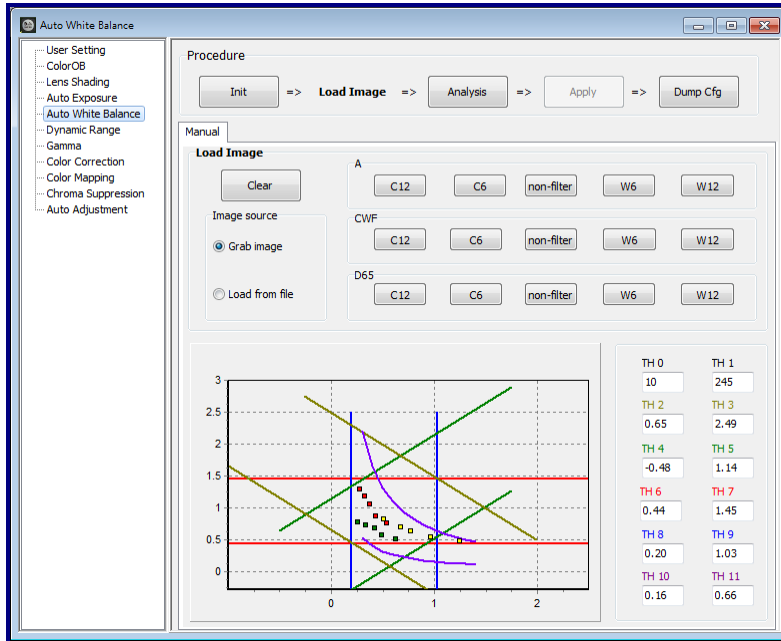 Auto White Balance
User Setting
ColorOB
Lens Shading
Auto Exposure
Auto White Balance
Dynamic Range
Gamma
Color Correction
Color Mapping
Chroma Suppression
Auto Adjustment
Procedure
Init => Load Image => Analysis => Apply => Dump Cfg
Manual
Load Image
Clear
Image source
Grab image
Load from file
A
C12 C6 non-filter W6 W12
CWF
C12 C6 non-filter W6 W12
D65
C12 C6 non-filter W6 W12
3
2.5
2
1.5
1
0.5
0
0 1 2
TH 0 TH 1
10 245
TH 2 TH 3
0.65 2.49
TH 4 TH 5
-0.48 1.14
TH 6 TH 7
0.44 1.45
TH 8 TH 9
0.20 1.03
TH 10 TH 11
0.16 0.66